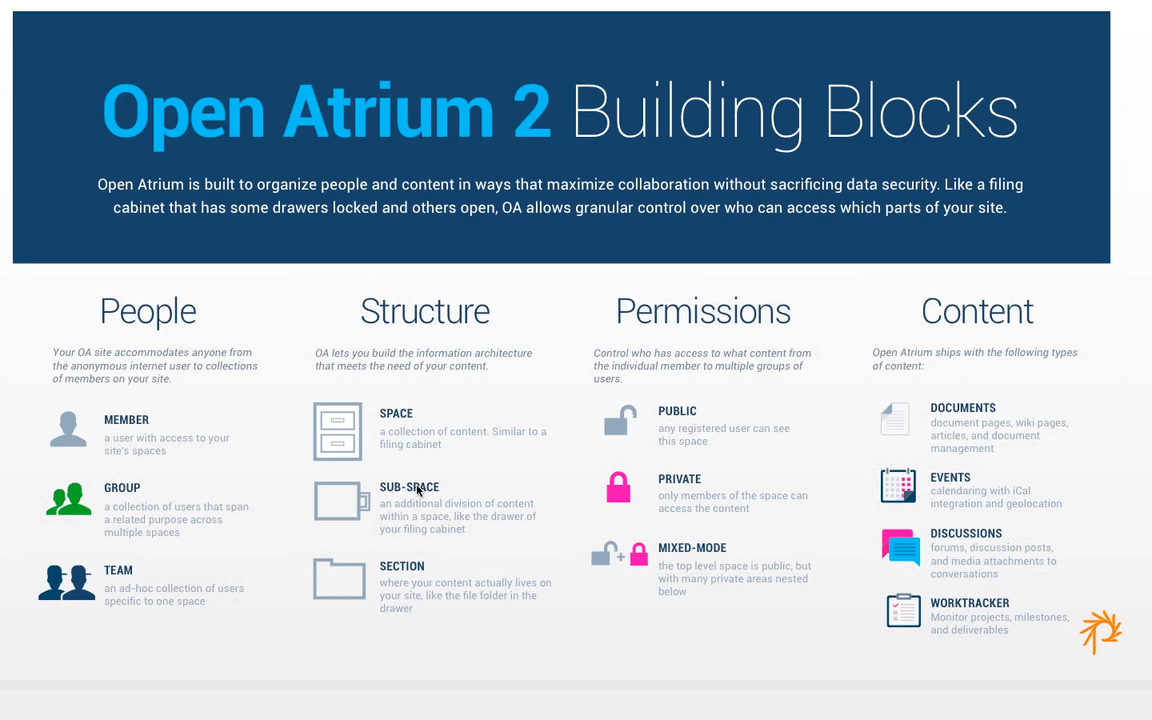 Open Atrium 2 Building Blocks
Open Atrium is built to organize people and content in ways that maximize collaboration without sacrificing data security. Like a filing
cabinet that has some drawers locked and others open, OA allows granular control over who can access which parts of your site.
People
Your OA site accommodates anyone from
the anonymous internet user to collections
of members on your site.
MEMBER
a user with access to your
site's spaces
GROUP
a collection of users that span
a related purpose across
multiple spaces
TEAM
an ad-hoc collection of users
specific to one space
Structure
OA lets you build the information architecture
that meets the need of your content.
SPACE
a collection of content. Similar to a
filing cabinet
SUB-SPACE
an additional division of content
within a space, like the drawer of
your filing cabinet
SECTION
where your content actually lives on
your site, like the file folder in the
drawer
Permissions
Control who has access to what content from
the individual member to multiple groups of
users.
PUBLIC
any registered user can see
this space
PRIVATE
only members of the space can
access the content
MIXED-MODE
the top level space is public, but
with many private areas nested
below
Content
Open Atrium ships with the following types
of content:
DOCUMENTS
document pages, wiki pages,
articles, and document
management
EVENTS
calendaring with iCal
integration and geolocation
DISCUSSIONS
forums, discussion posts,
and media attachments to
conversations
WORKTRACKER
Monitor projects, milestones,
and deliverables